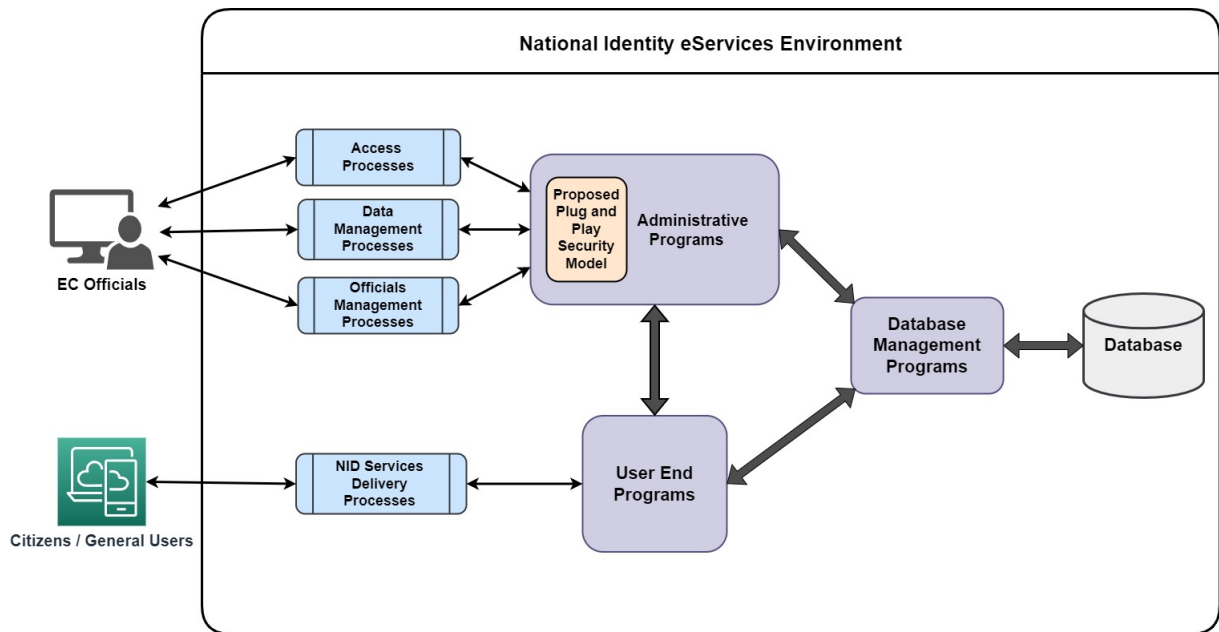 National Identity eServices Environment
Access
Processes
Data
Management
Processes
Officials
Management
Processes
EC Officials
Proposed
Plug and
Play
Security
Model
Administrative
Programs
Database
Management
Programs
Database
NID Services
Delivery
Processes
User End
Programs
Citizens / General Users